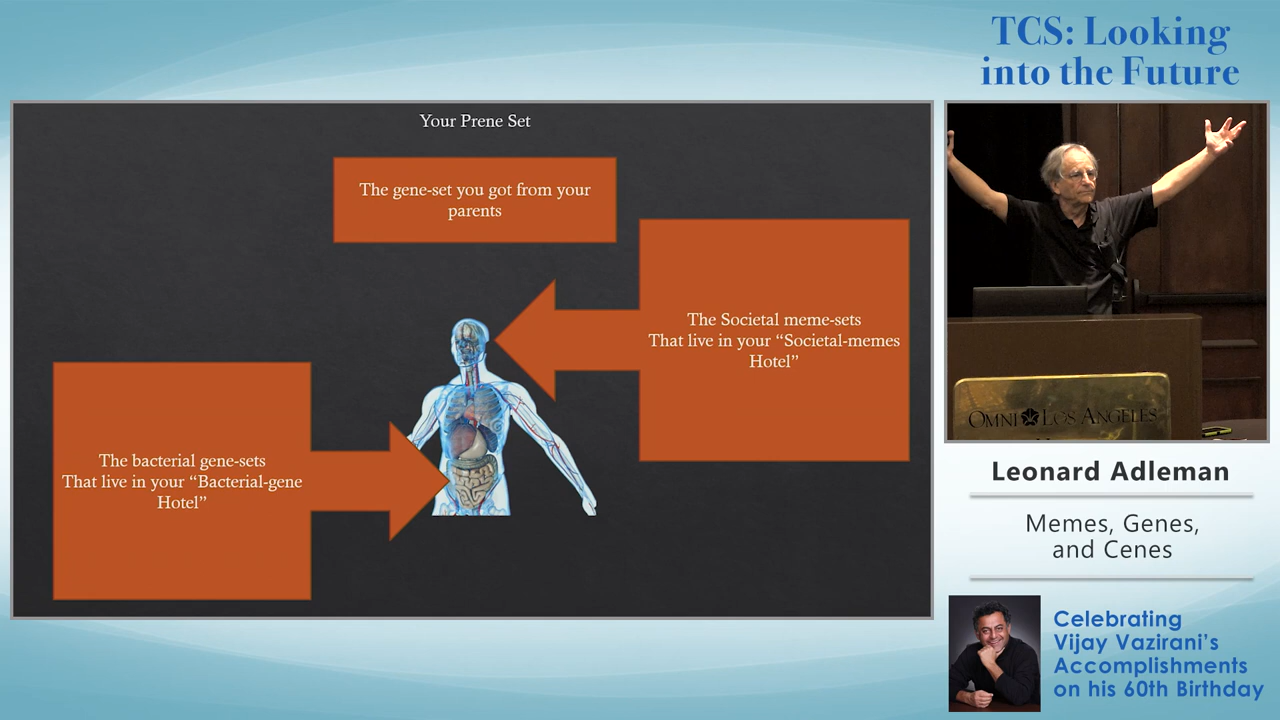 TCS: Looking
into the Future
Your Prene Set
The gene-set you got from your
parents
The Societal meme-sets
That live in your “Societal-memes
Hotel”
The bacterial gene-sets
That live in your “Bacterial-gene
Hotel”
OMNI LOS ANGELES
Leonard Adleman
Memes, Genes,
and Cenes
Celebrating
Vijay Vazirani’s
Accomplishments
on his 60th Birthday